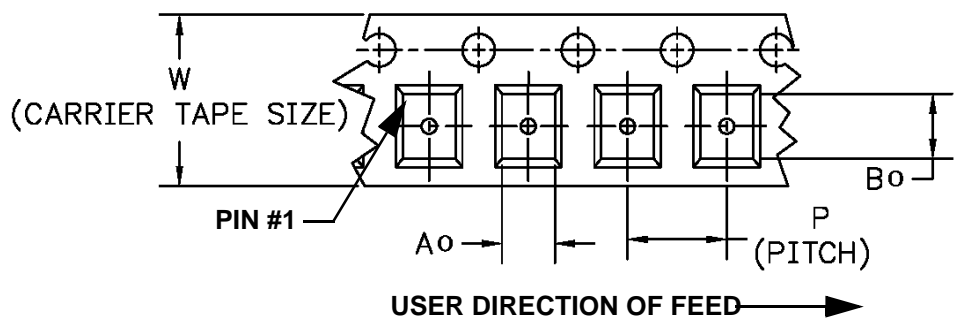 W
(CARRIER TAPE SIZE)
PIN #1
Ao
Bo
P
(PITCH)
USER DIRECTION OF FEED